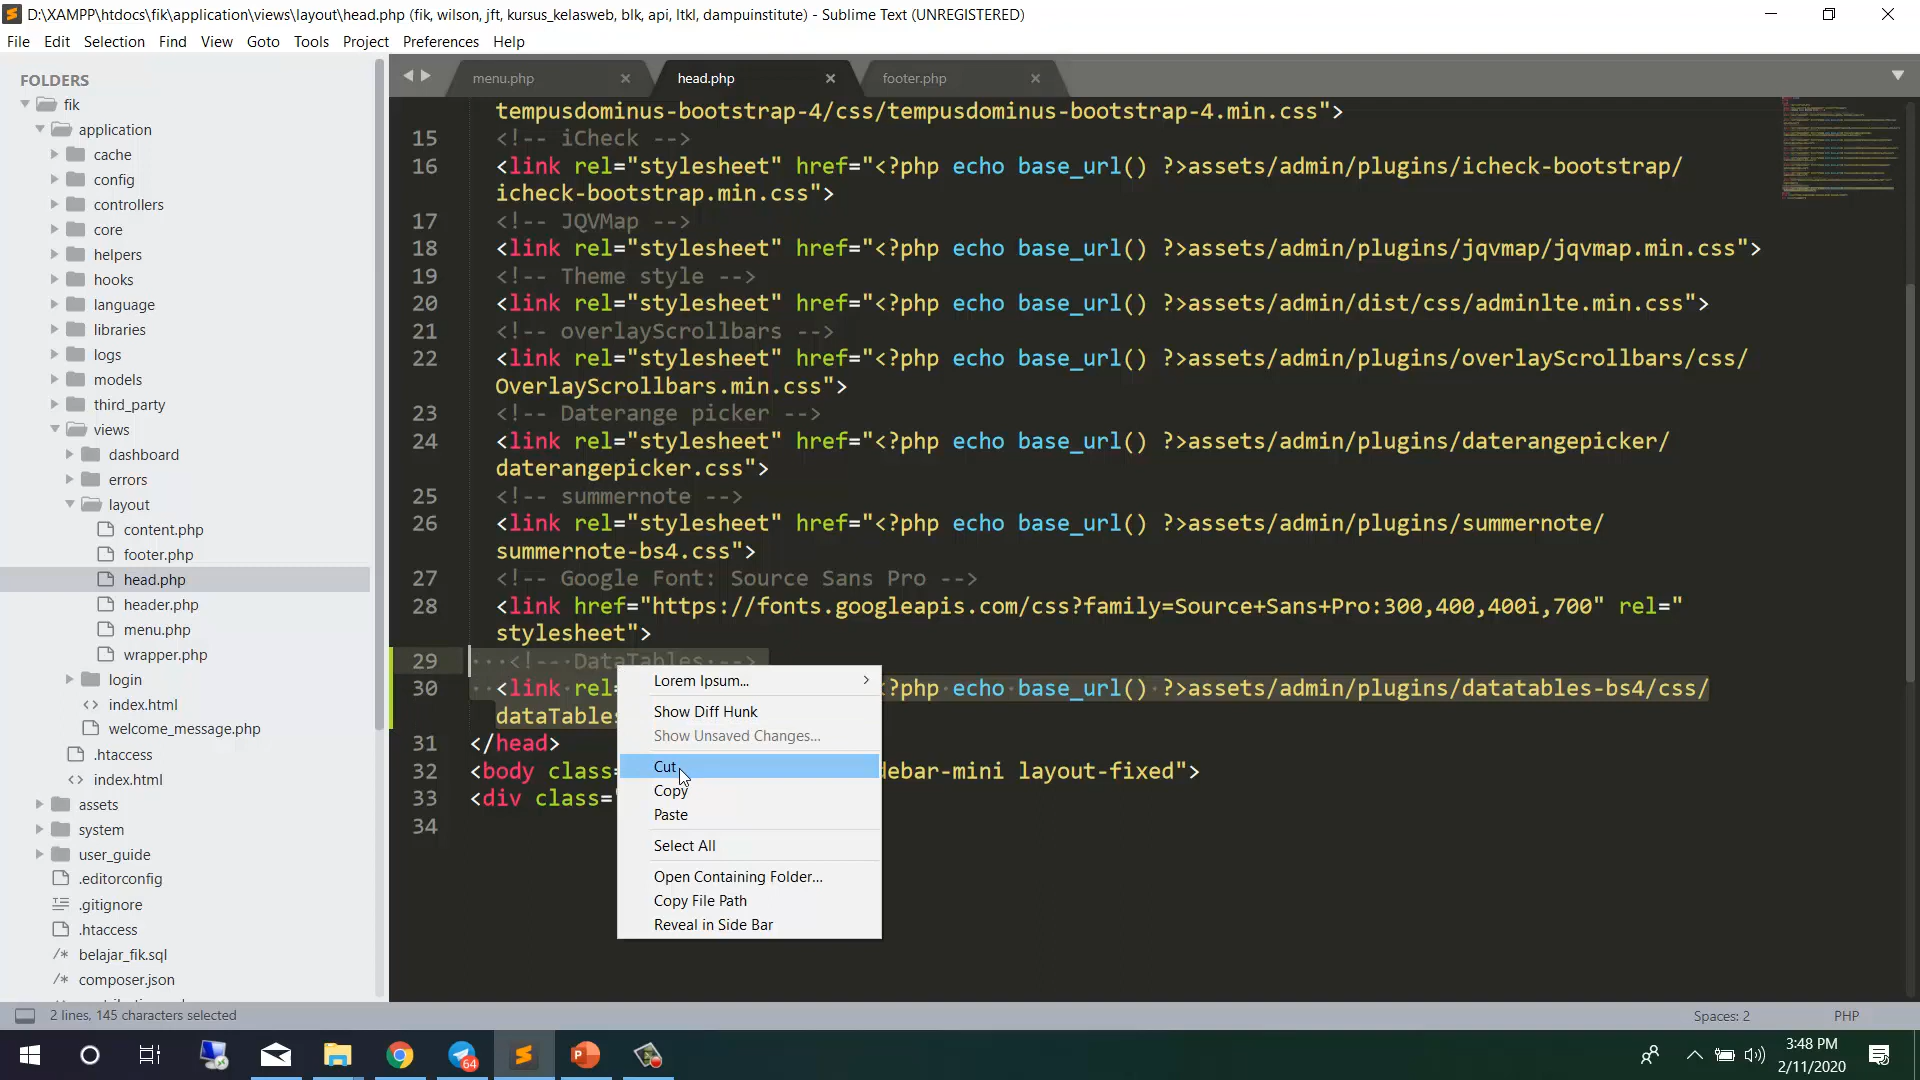 D:\XAMPP\htdocs\fik\application\views\layout\head.php (fik, wilson, jft, kursus_kelasweb, blk, api, ltkl, dampuinstitute) - Sublime Text (UNREGISTERED)
File Edit Selection Find View Goto Tools Project Preferences Help
FOLDERS
fik
application
cache
config
controllers
core
helpers
hooks
language
libraries
logs
models
third_party
views
dashboard
errors
layout
content.php
footer.php
head.php
header.php
menu.php
wrapper.php
login
index.html
welcome_message.php
.htaccess
index.html
assets
system
user_guide
.editorconfig
.gitignore
.htaccess
belajar_fik.sql
composer.json
menu.php head.php footer.php
tempusdominus-bootstrap-4/css/tempusdominus-bootstrap-4.min.css">
15 <!-- iCheck -->
16 <link rel="stylesheet" href="<?php echo base_url() ?>assets/admin/plugins/icheck-bootstrap/
icheck-bootstrap.min.css">
17 <!-- JQVMap -->
18 <link rel="stylesheet" href="<?php echo base_url() ?>assets/admin/plugins/jqvmap/jqvmap.min.css">
19 <!-- Theme style -->
20 <link rel="stylesheet" href="<?php echo base_url() ?>assets/admin/dist/css/adminlte.min.css">
21 <!-- overlayScrollbars -->
22 <link rel="stylesheet" href="<?php echo base_url() ?>assets/admin/plugins/overlayScrollbars/css/
OverlayScrollbars.min.css">
23 <!-- Daterange picker -->
24 <link rel="stylesheet" href="<?php echo base_url() ?>assets/admin/plugins/daterangepicker/
daterangepicker.css">
25 <!-- summernote -->
26 <link rel="stylesheet" href="<?php echo base_url() ?>assets/admin/plugins/summernote/
summernote-bs4.css">
27 <!-- Google Font: Source Sans Pro -->
28 <link href="https://fonts.googleapis.com/css?family=Source+Sans+Pro:300,400,400i,700" rel="
stylesheet">
29 <!-- DataTables -->
30 <link rel ?php echo base_url() ?>assets/admin/plugins/datatables-bs4/css/
dataTables
31 </head>
32 <body class= debar-mini layout-fixed">
33 <div class=
34
Lorem Ipsum...
Show Diff Hunk
Show Unsaved Changes...
Cut
Copy
Paste
Select All
Open Containing Folder...
Copy File Path
Reveal in Side Bar
2 lines, 145 characters selected Spaces: 2 PHP
64
3:48 PM
2/11/2020